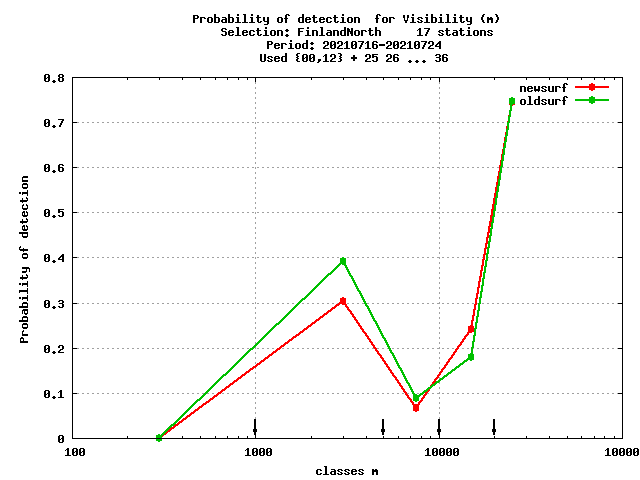 Probability of detection  for Visibility (m)
Selection: FinlandNorth     17 stations
Period: 20210716-20210724
Used {00,12} + 25 26 ... 36
newsurf
oldsurf
Probability of detection
0.8
0.7
0.6
0.5
0.4
0.3
0.2
0.1
0
100 1000 10000 10000
classes m